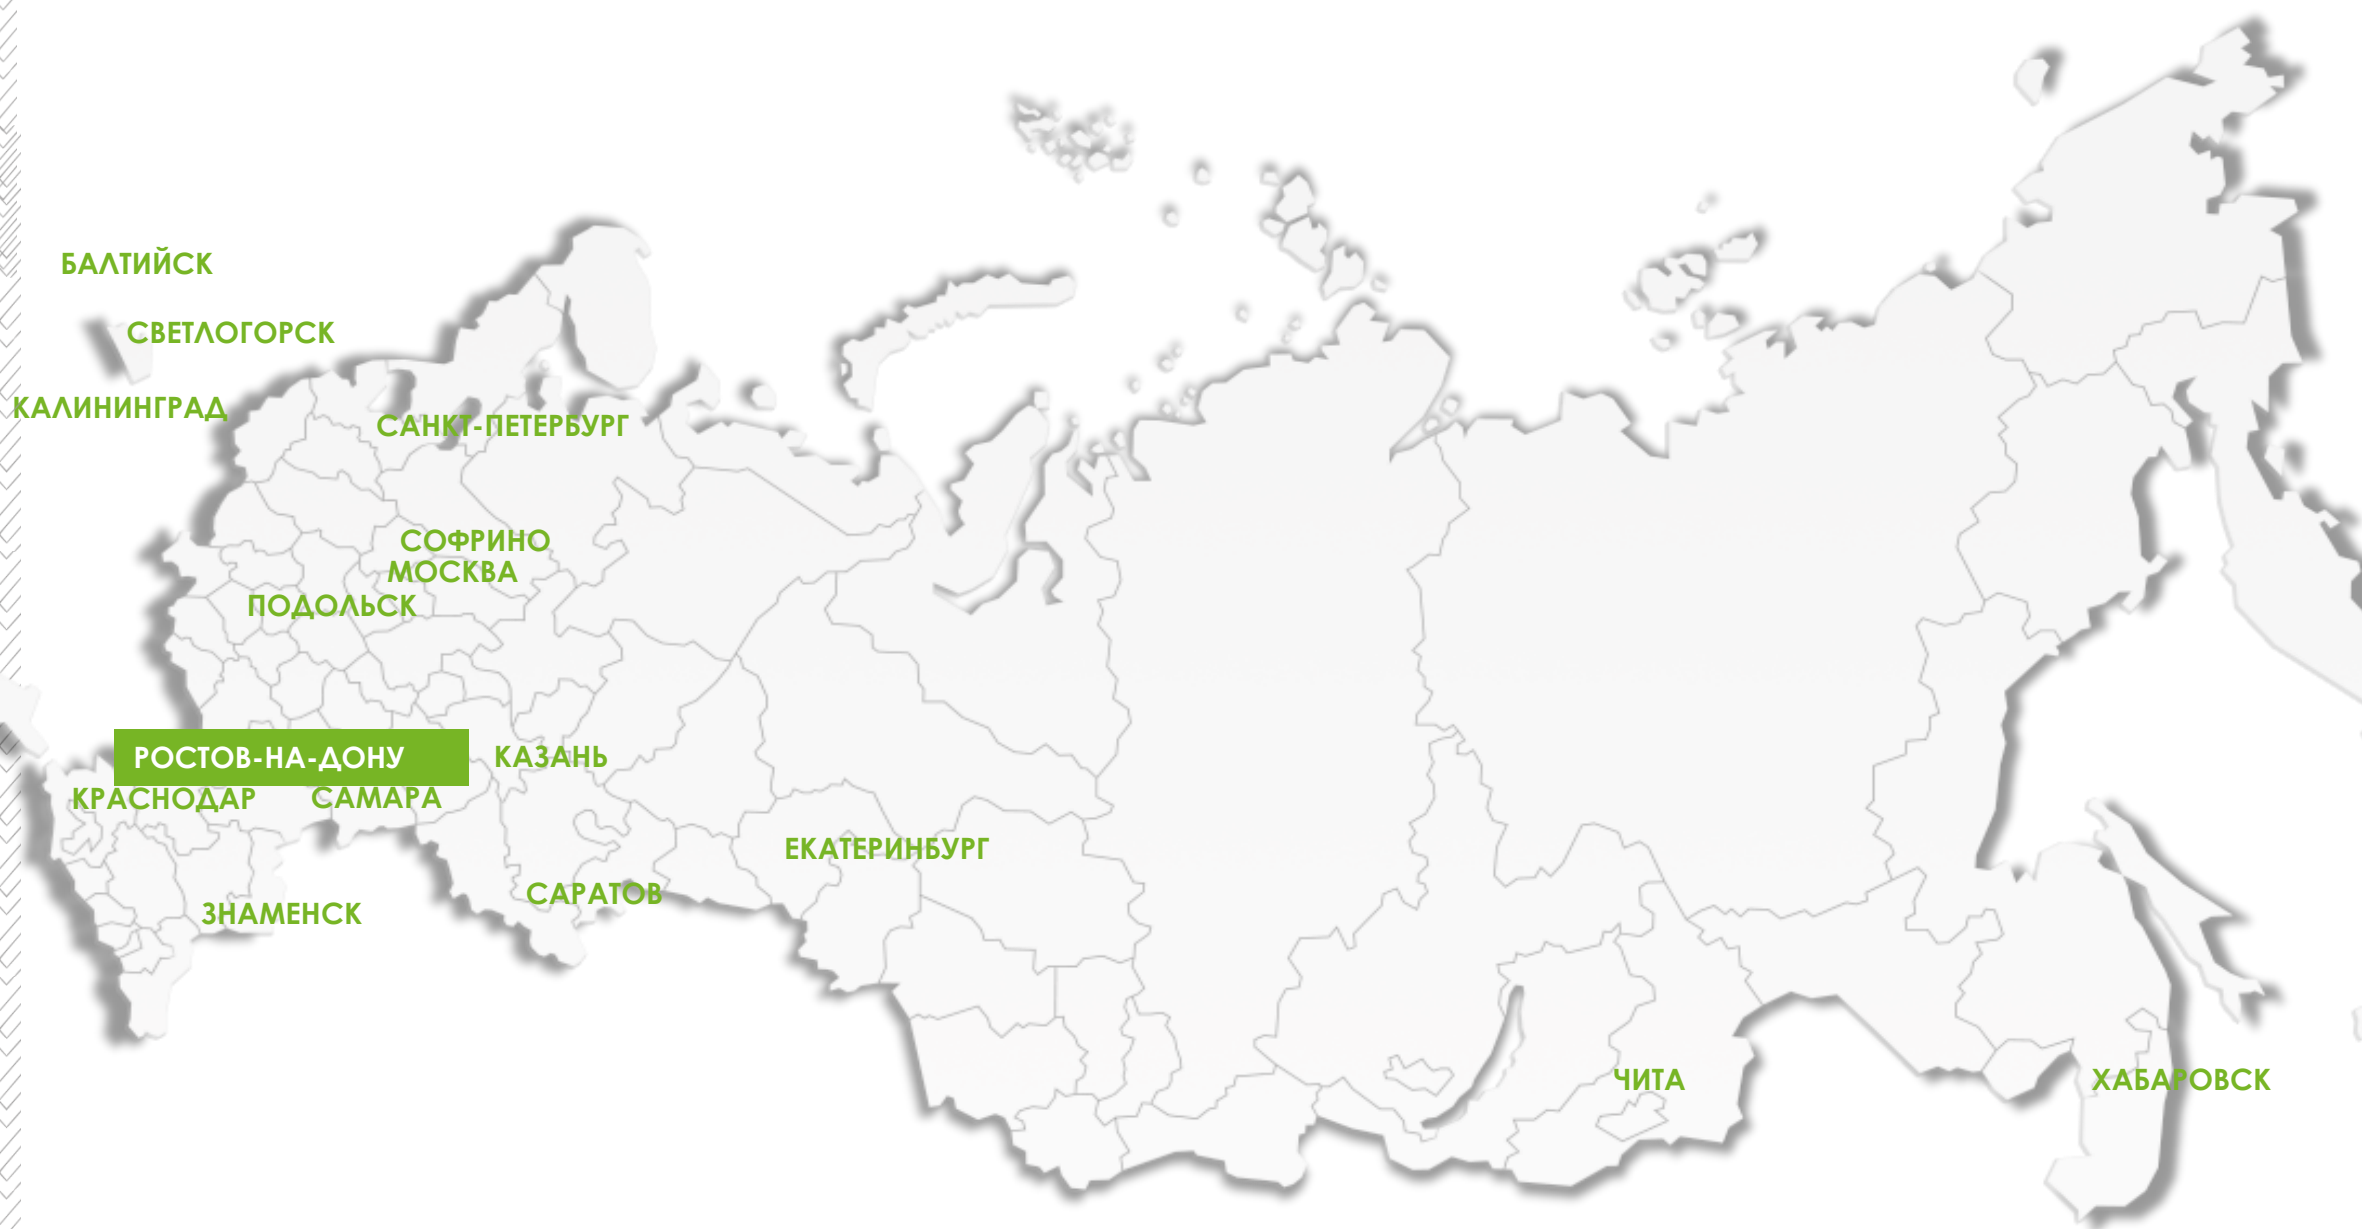 БАЛТИЙСК
СВЕТЛОГОРСК
КАЛИНИНГРАД
САНКТ-ПЕТЕРБУРГ
СОФРИНО
МОСКВА
ПОДОЛЬСК
РОСТОВ-НА-ДОНУ
КАЗАНЬ
КРАСНОДАР
САМАРА
ЕКАТЕРИНБУРГ
САРАТОВ
ЗНАМЕНСК
ЧИТА
ХАБАРОВСК